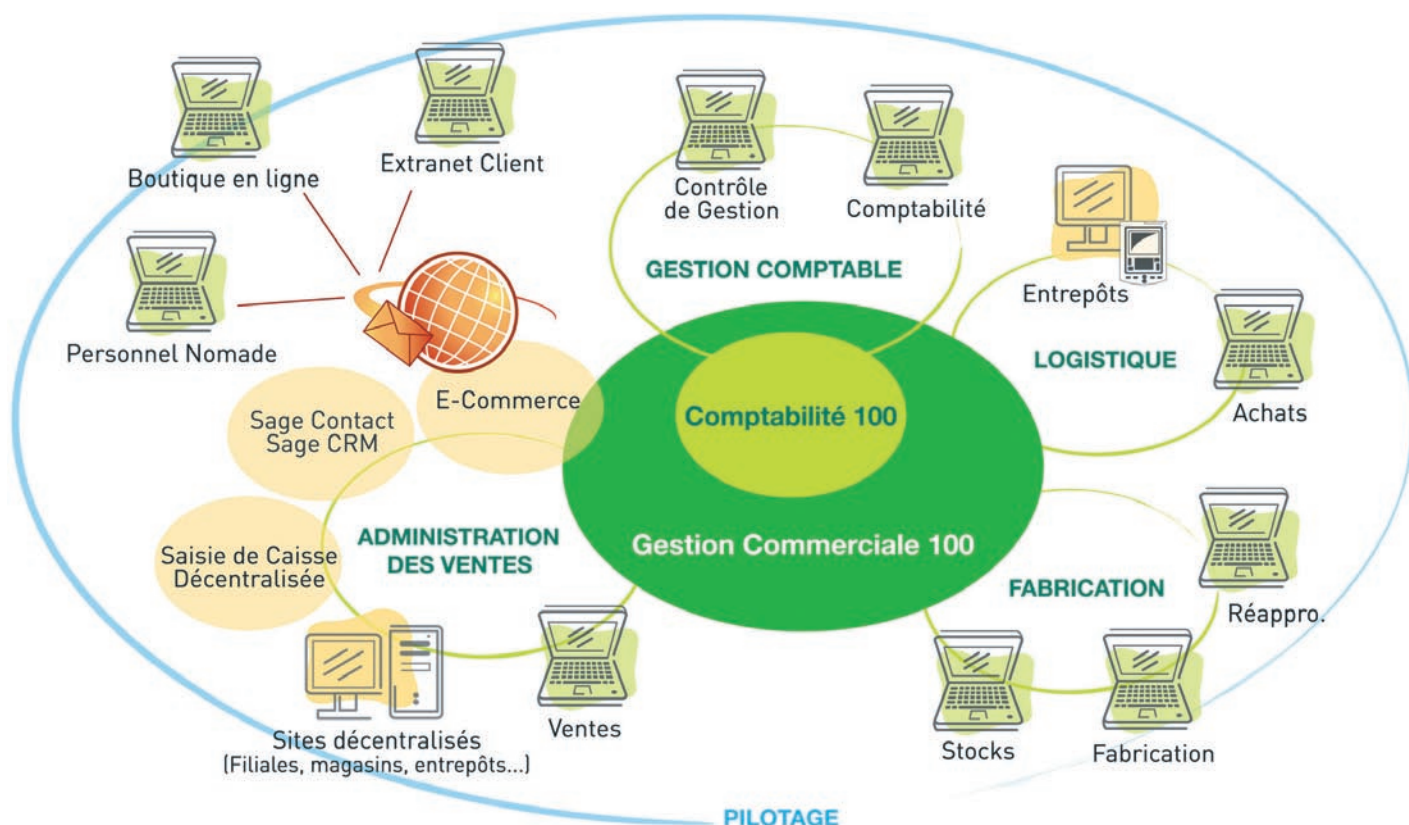 Boutique en ligne
Extranet Client
Personnel Nomade
E-Commerce
Sage Contact
Sage CRM
Saisie de Caisse
Décentralisée
ADMINISTRATION
DES VENTES
Sites décentralisés
(Filiales, magasins, entrepôts...)
Ventes
Contrôle
de Gestion
Comptabilité
GESTION COMPTABLE
Comptabilité 100
Gestion Commerciale 100
Entrepôts
LOGISTIQUE
Achats
FABRICATION
Réappro.
Stocks
Fabrication
PILOTAGE